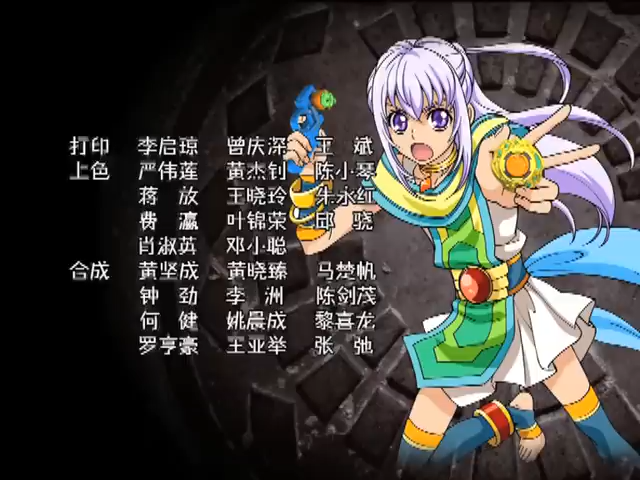 打印 李启琼 曾庆深 王 斌
上色 严伟莲 黄杰钊 陈小琴
蒋 放 王晓玲 朱永红
费 瀛 叶锦荣 邱 骁
肖淑英 邓小聪
合成 黄坚成 黄晓臻 马楚帆
钟 劲 李 洲 陈剑茂
何 健 姚晨成 黎喜龙
罗亨豪 王亚举 张 弛